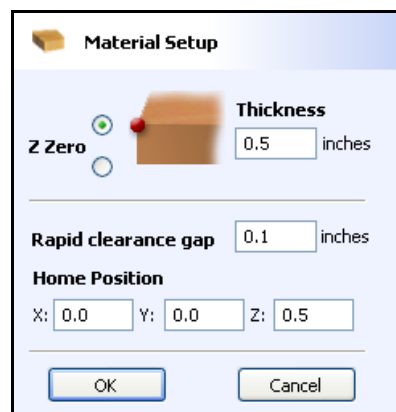 Material Setup
Thickness
Z Zero
0.5 inches
Rapid clearance gap 0.1 inches
Home Position
X: 0.0 Y: 0.0 Z: 0.5
OK Cancel